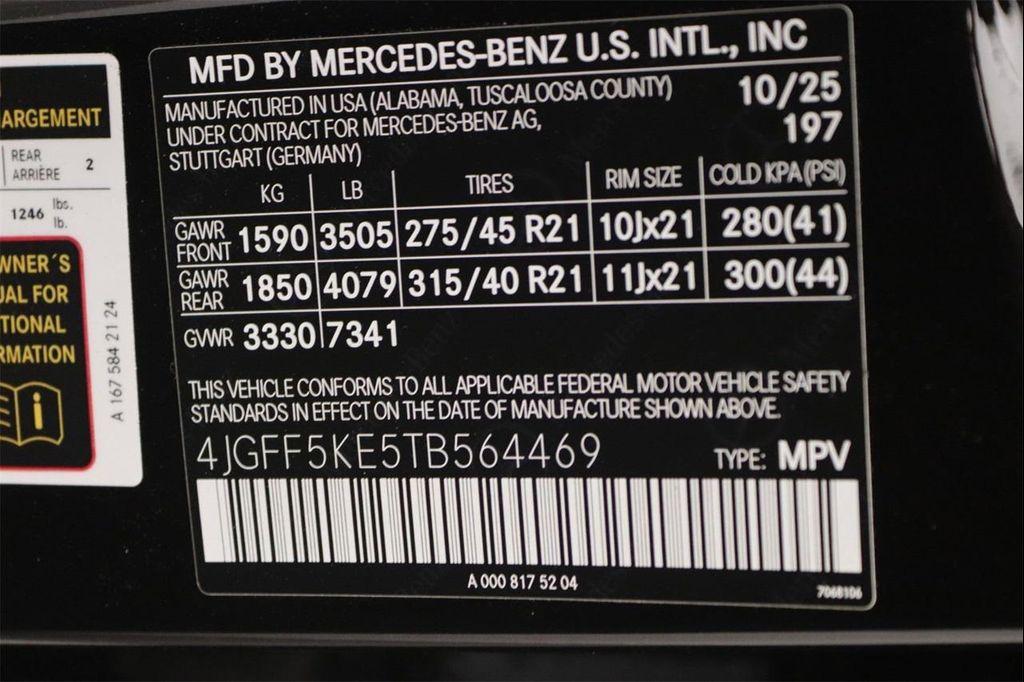 ARGEMENT
REAR
ARRIÈRE 2
1246 lbs.
lb.
WNER´S
UAL FOR
TIONAL
RMATION
A 167 584 21 24
MFD BY MERCEDES-BENZ U.S. INTL., INC
MANUFACTURED IN USA (ALABAMA, TUSCALOOSA COUNTY) 10/25
UNDER CONTRACT FOR MERCEDES-BENZ AG, 197
STUTTGART (GERMANY)
KG LB TIRES RIM SIZE COLD KPA (PSI)
GAWR FRONT 1590 3505 275/45 R21 10Jx21 280(41)
GAWR REAR 1850 4079 315/40 R21 11Jx21 300(44)
GVWR 3330 7341
THIS VEHICLE CONFORMS TO ALL APPLICABLE FEDERAL MOTOR VEHICLE SAFETY
STANDARDS IN EFFECT ON THE DATE OF MANUFACTURE SHOWN ABOVE.
4JGFF5KE5TB564469 TYPE: MPV
A 000 817 52 04
7068106